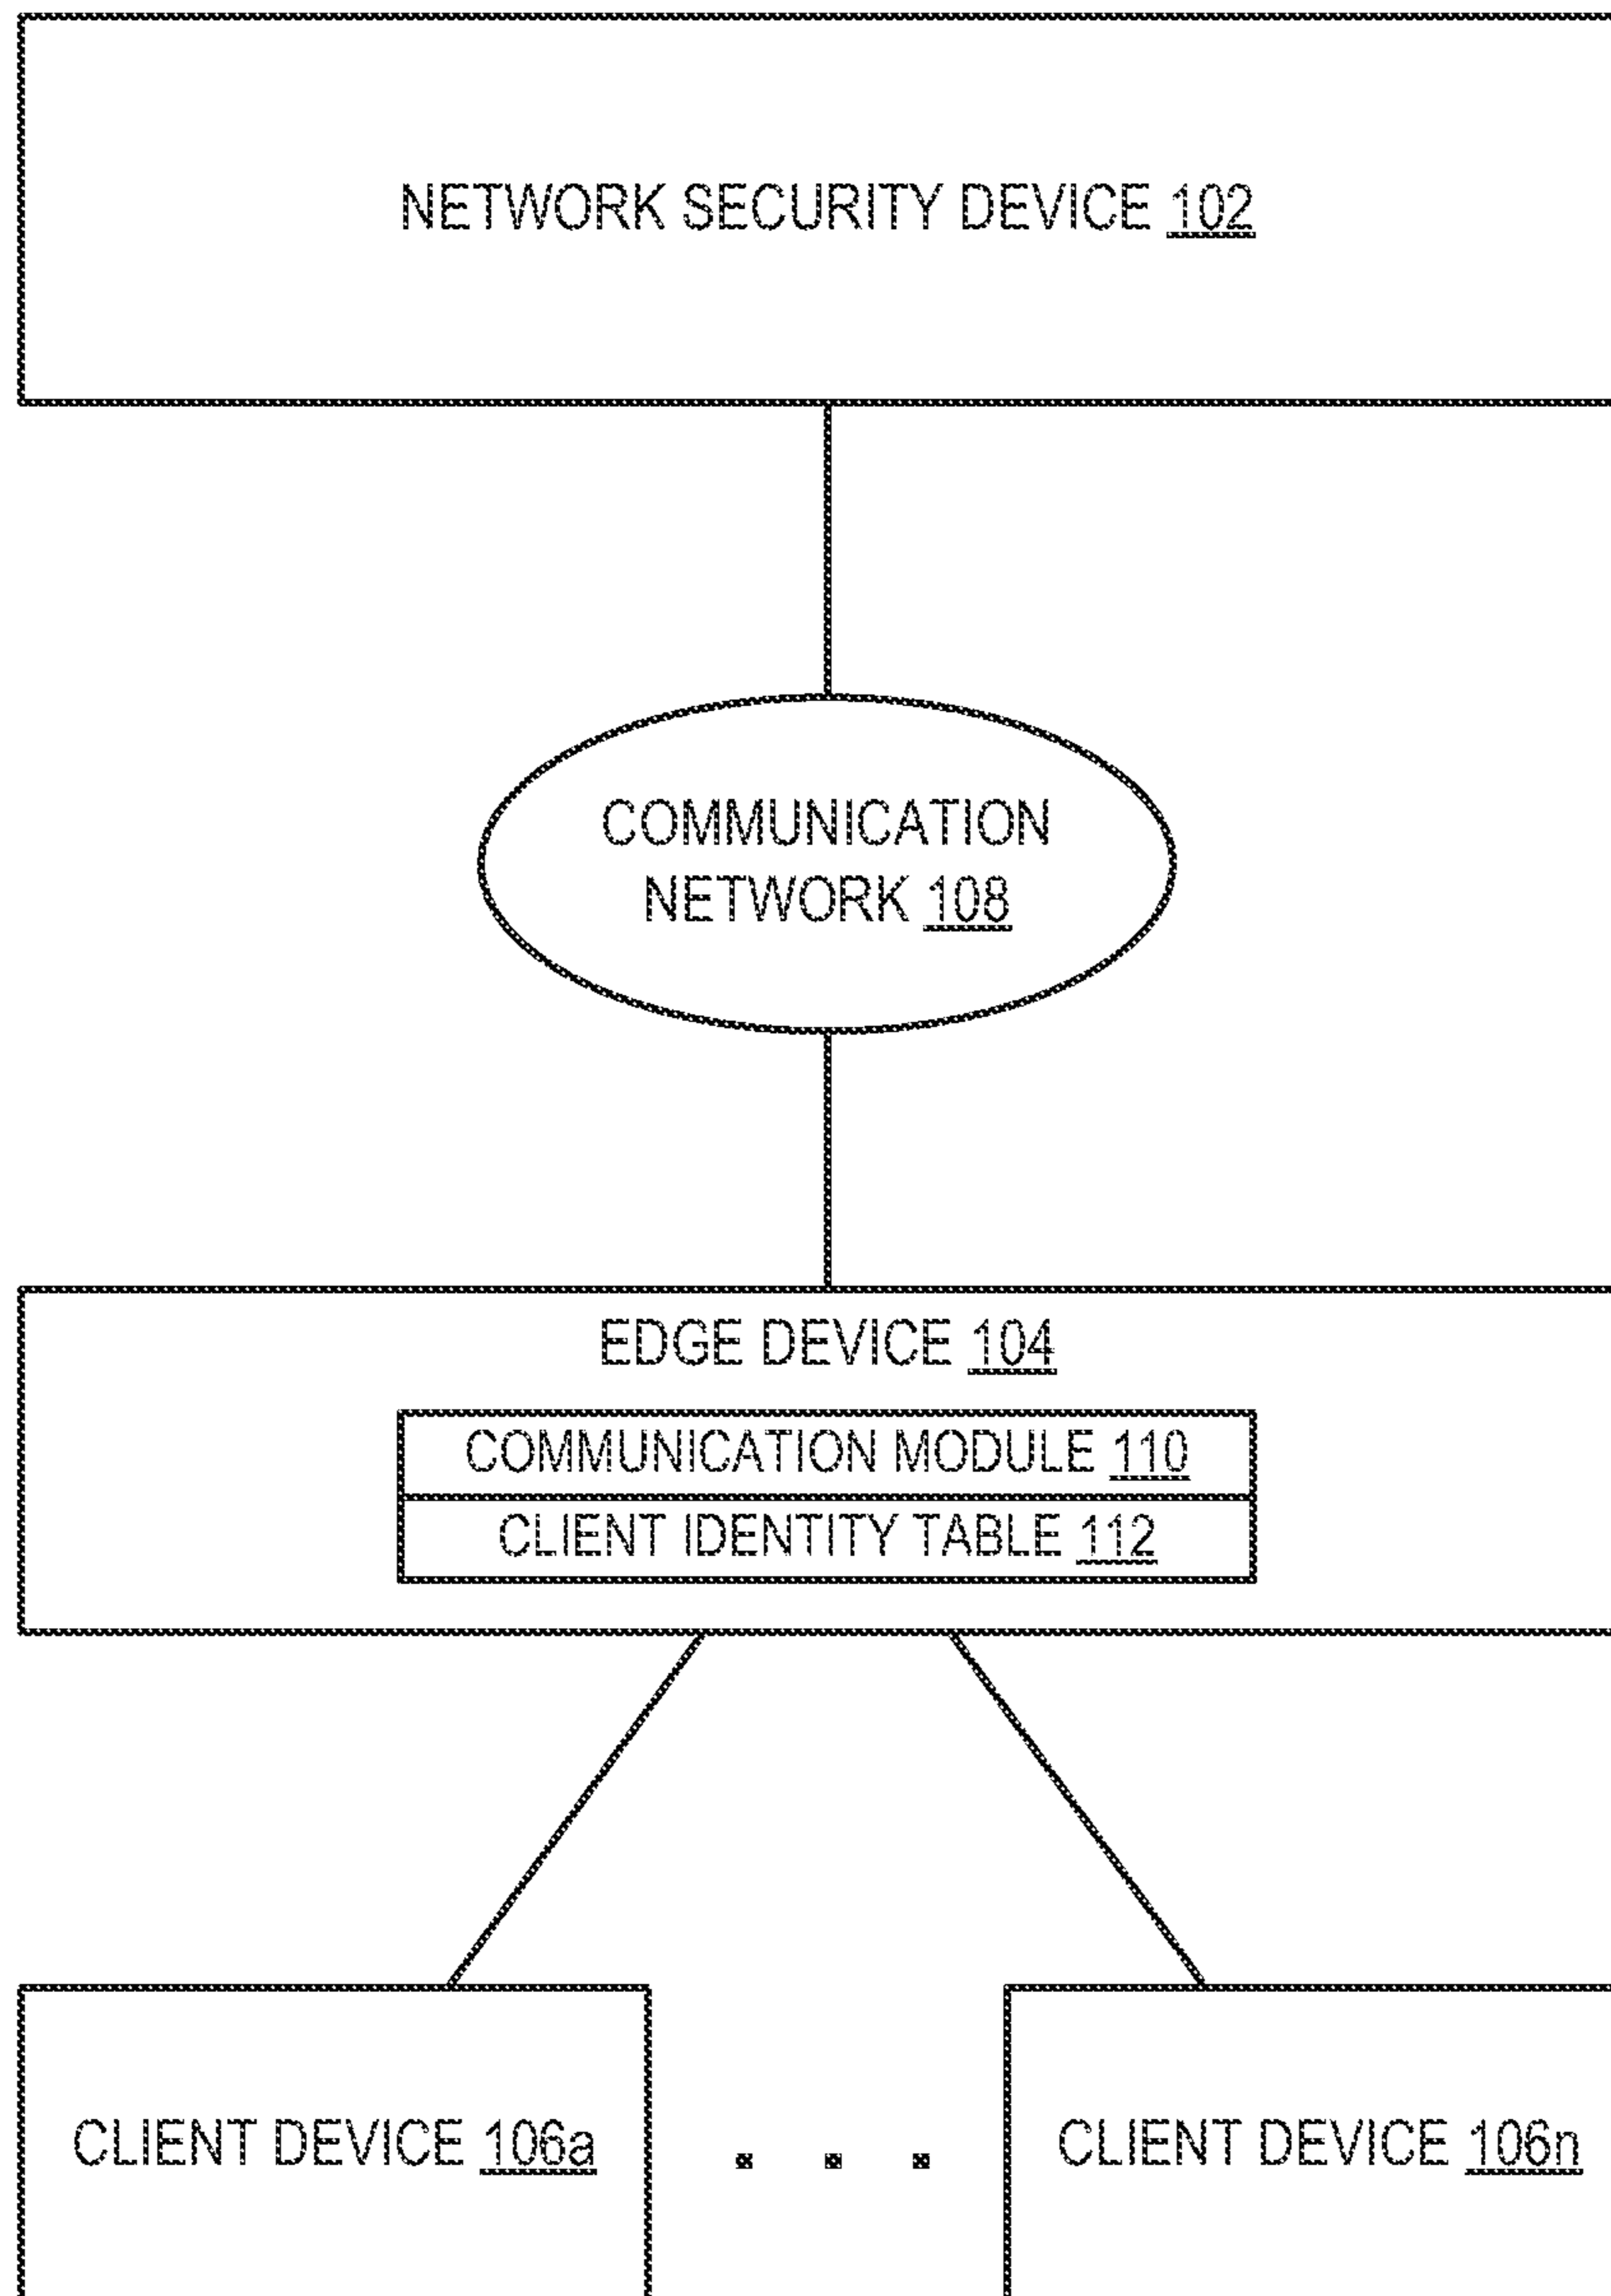 NETWORK SECURITY DEVICE 102
COMMUNICATION
NETWORK 108
EDGE DEVICE 104
COMMUNICATION MODULE 110
CLIENT IDENTITY TABLE 112
CLIENT DEVICE 106a
. . .
CLIENT DEVICE 106n